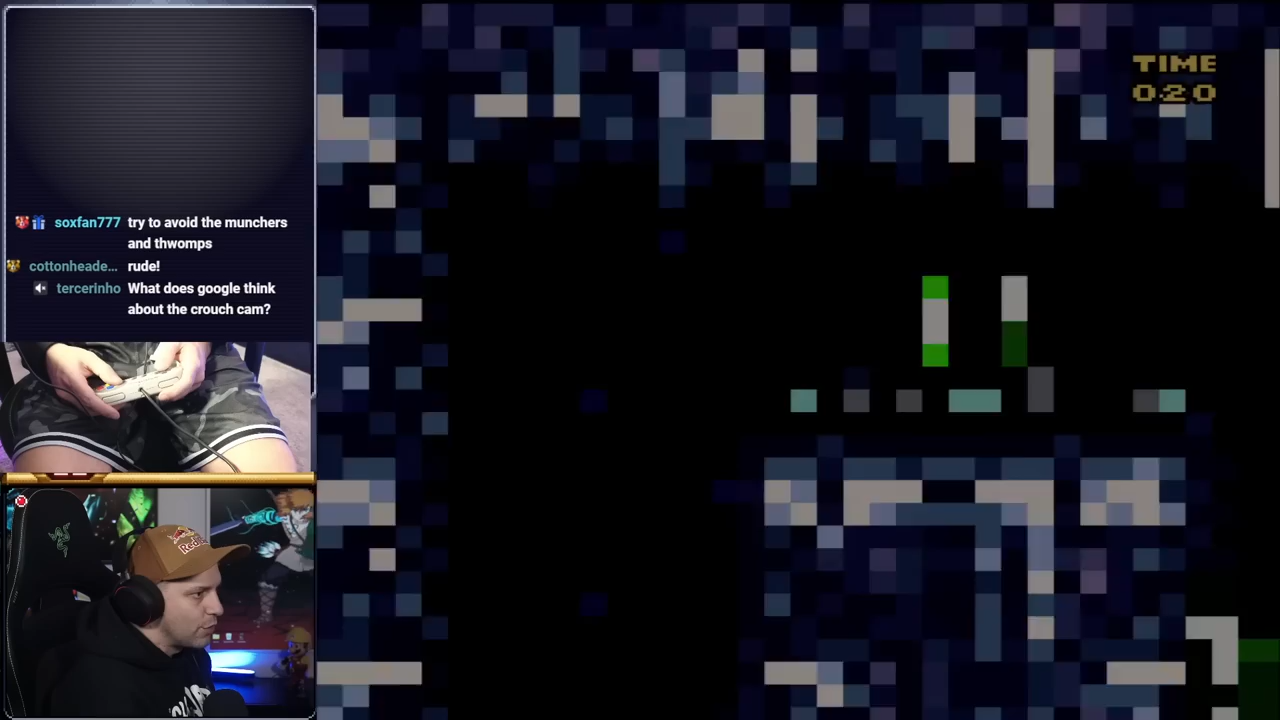 TIME
020
soxfan777 try to avoid the munchers
and thwomps
cottonheade… rude!
tercerinho What does google think
about the crouch cam?
Red